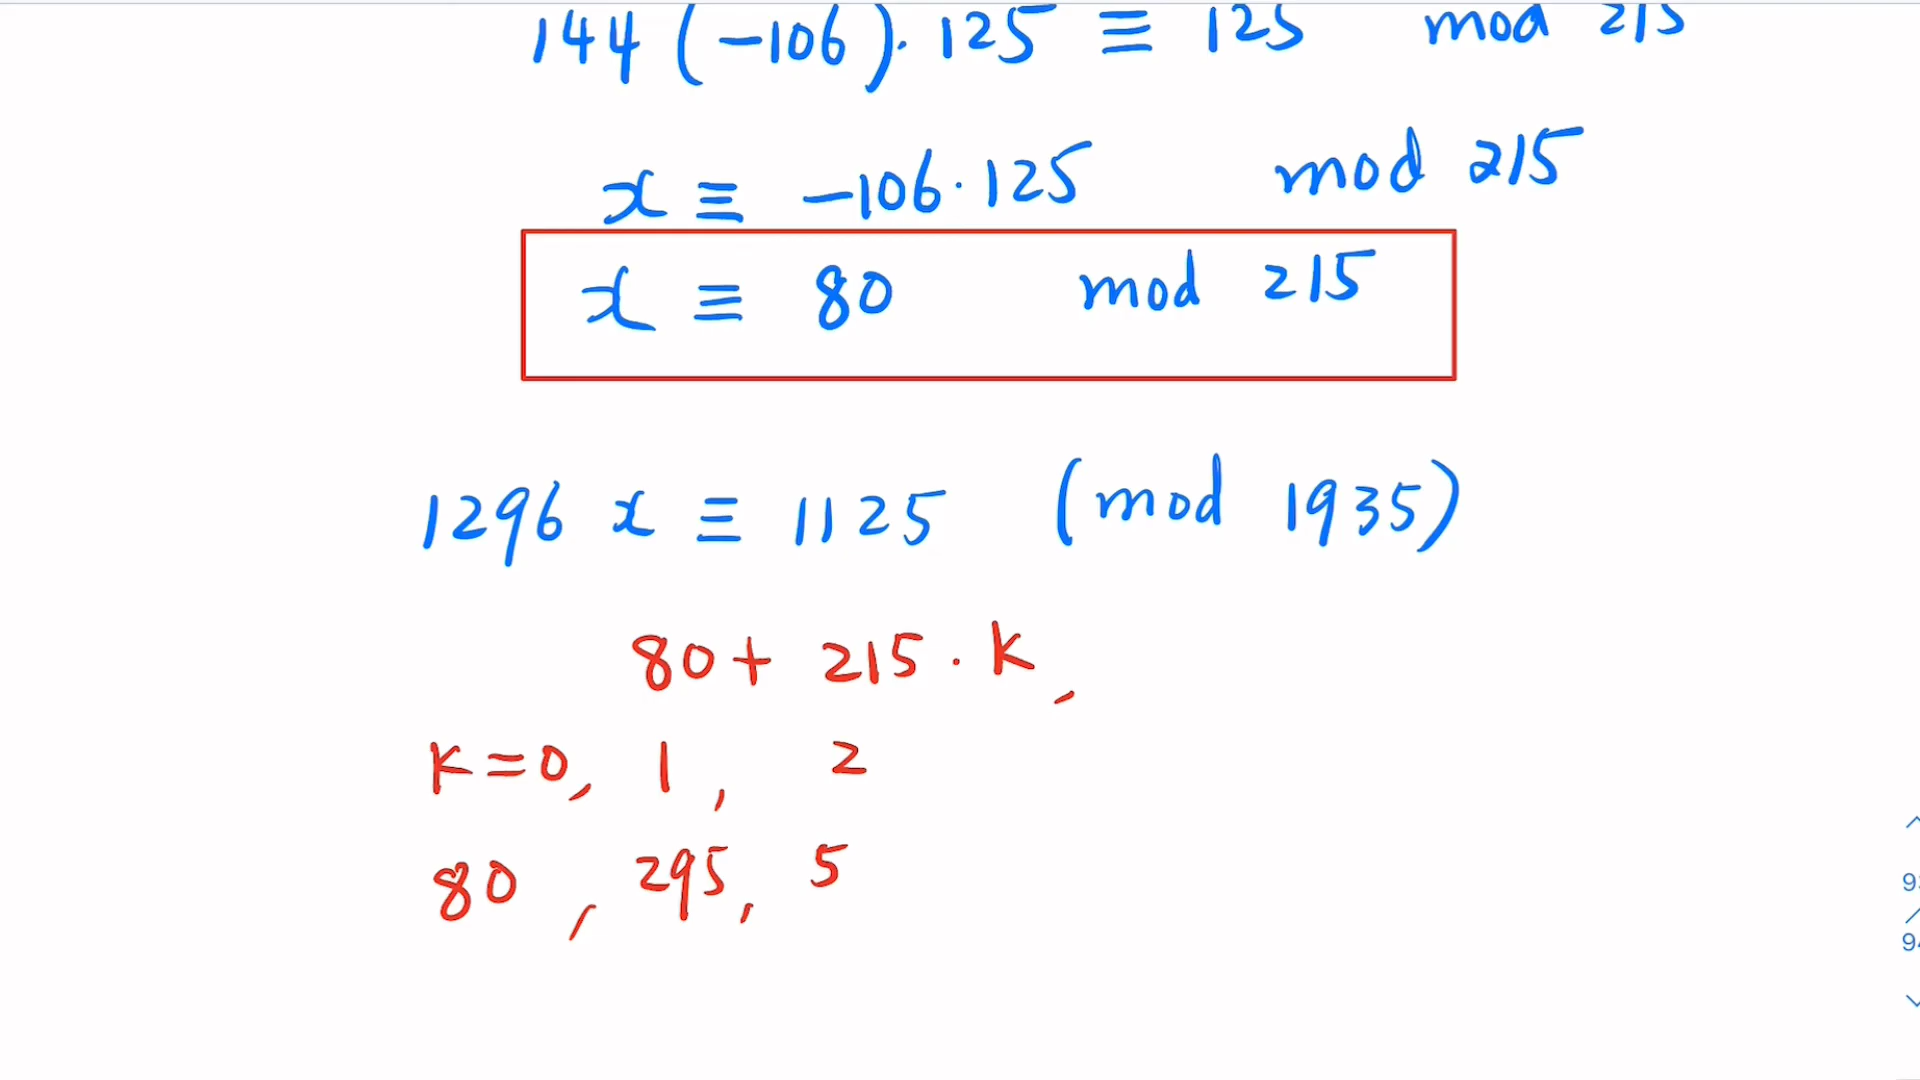 144 (-106). 125 ≡ 125 mod 215
x ≡ -106·125 mod 215
x ≡ 80 mod 215
1296 x ≡ 1125 (mod 1935)
80 + 215 . K ,
K = 0, 1, 2
80, 295, 5